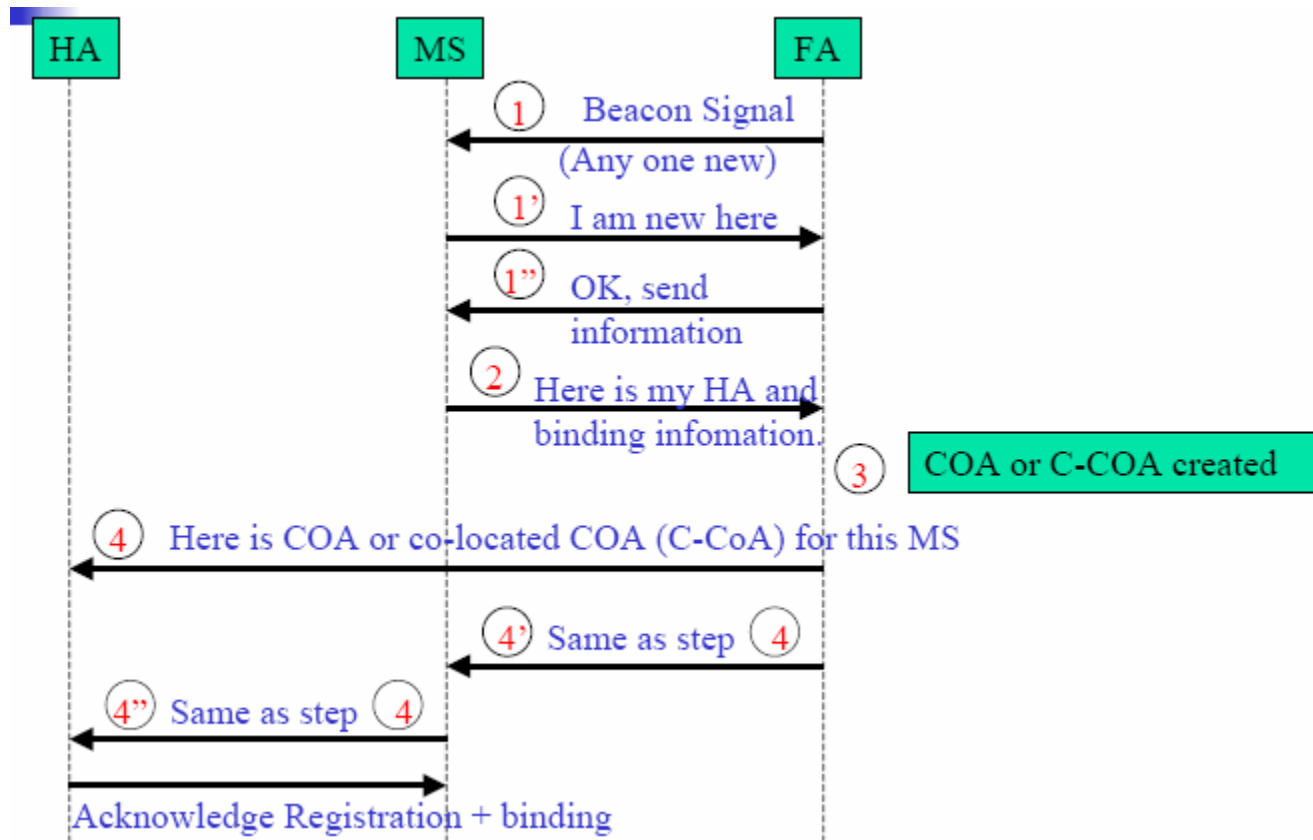 HA MS FA
1 Beacon Signal
(Any one new)
1’ I am new here
1” OK, send
information
2 Here is my HA and
binding infomation.
3 COA or C-COA created
4 Here is COA or co-located COA (C-CoA) for this MS
4’ Same as step 4
4” Same as step 4
Acknowledge Registration + binding